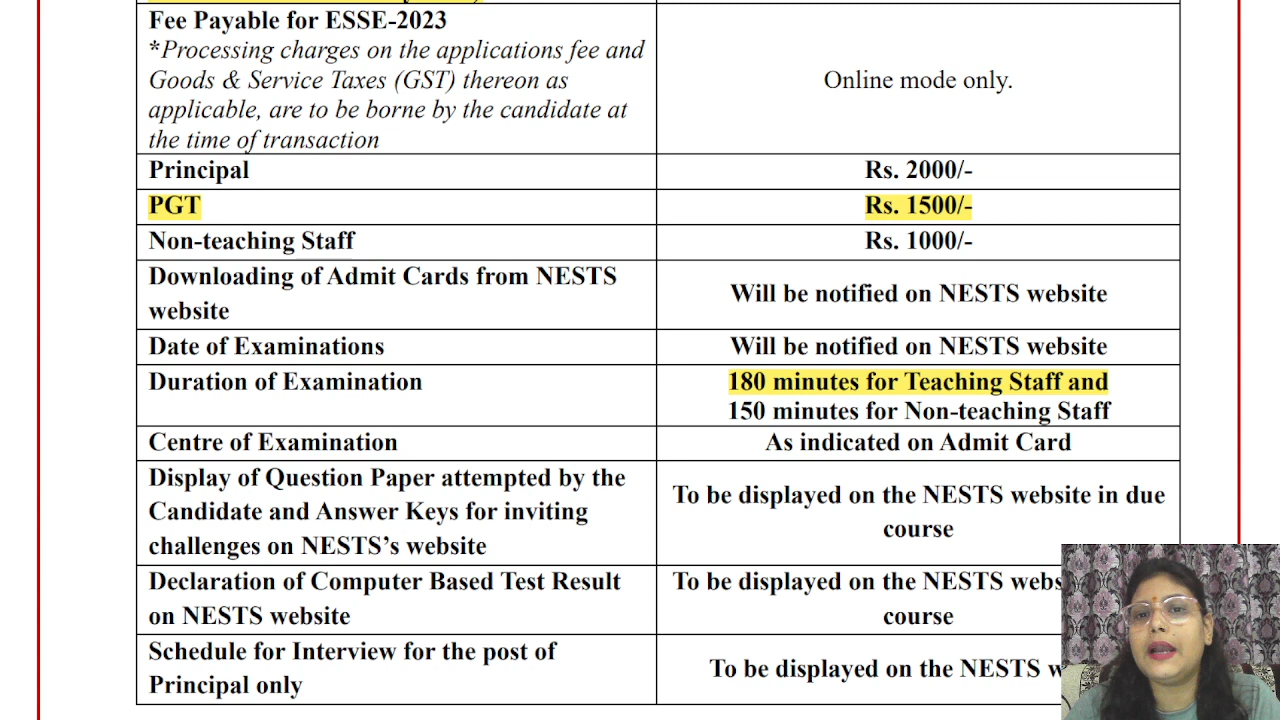 Fee Payable for ESSE-2023
*Processing charges on the applications fee and
Goods & Service Taxes (GST) thereon as
applicable, are to be borne by the candidate at
the time of transaction
Online mode only.
Principal
Rs. 2000/-
PGT
Rs. 1500/-
Non-teaching Staff
Rs. 1000/-
Downloading of Admit Cards from NESTS
website
Will be notified on NESTS website
Date of Examinations
Will be notified on NESTS website
Duration of Examination
180 minutes for Teaching Staff and
150 minutes for Non-teaching Staff
Centre of Examination
As indicated on Admit Card
Display of Question Paper attempted by the
Candidate and Answer Keys for inviting
challenges on NESTS’s website
To be displayed on the NESTS website in due
course
Declaration of Computer Based Test Result
on NESTS website
To be displayed on the NESTS
course
Schedule for Interview for the post of
Principal only
To be displayed on the NESTS